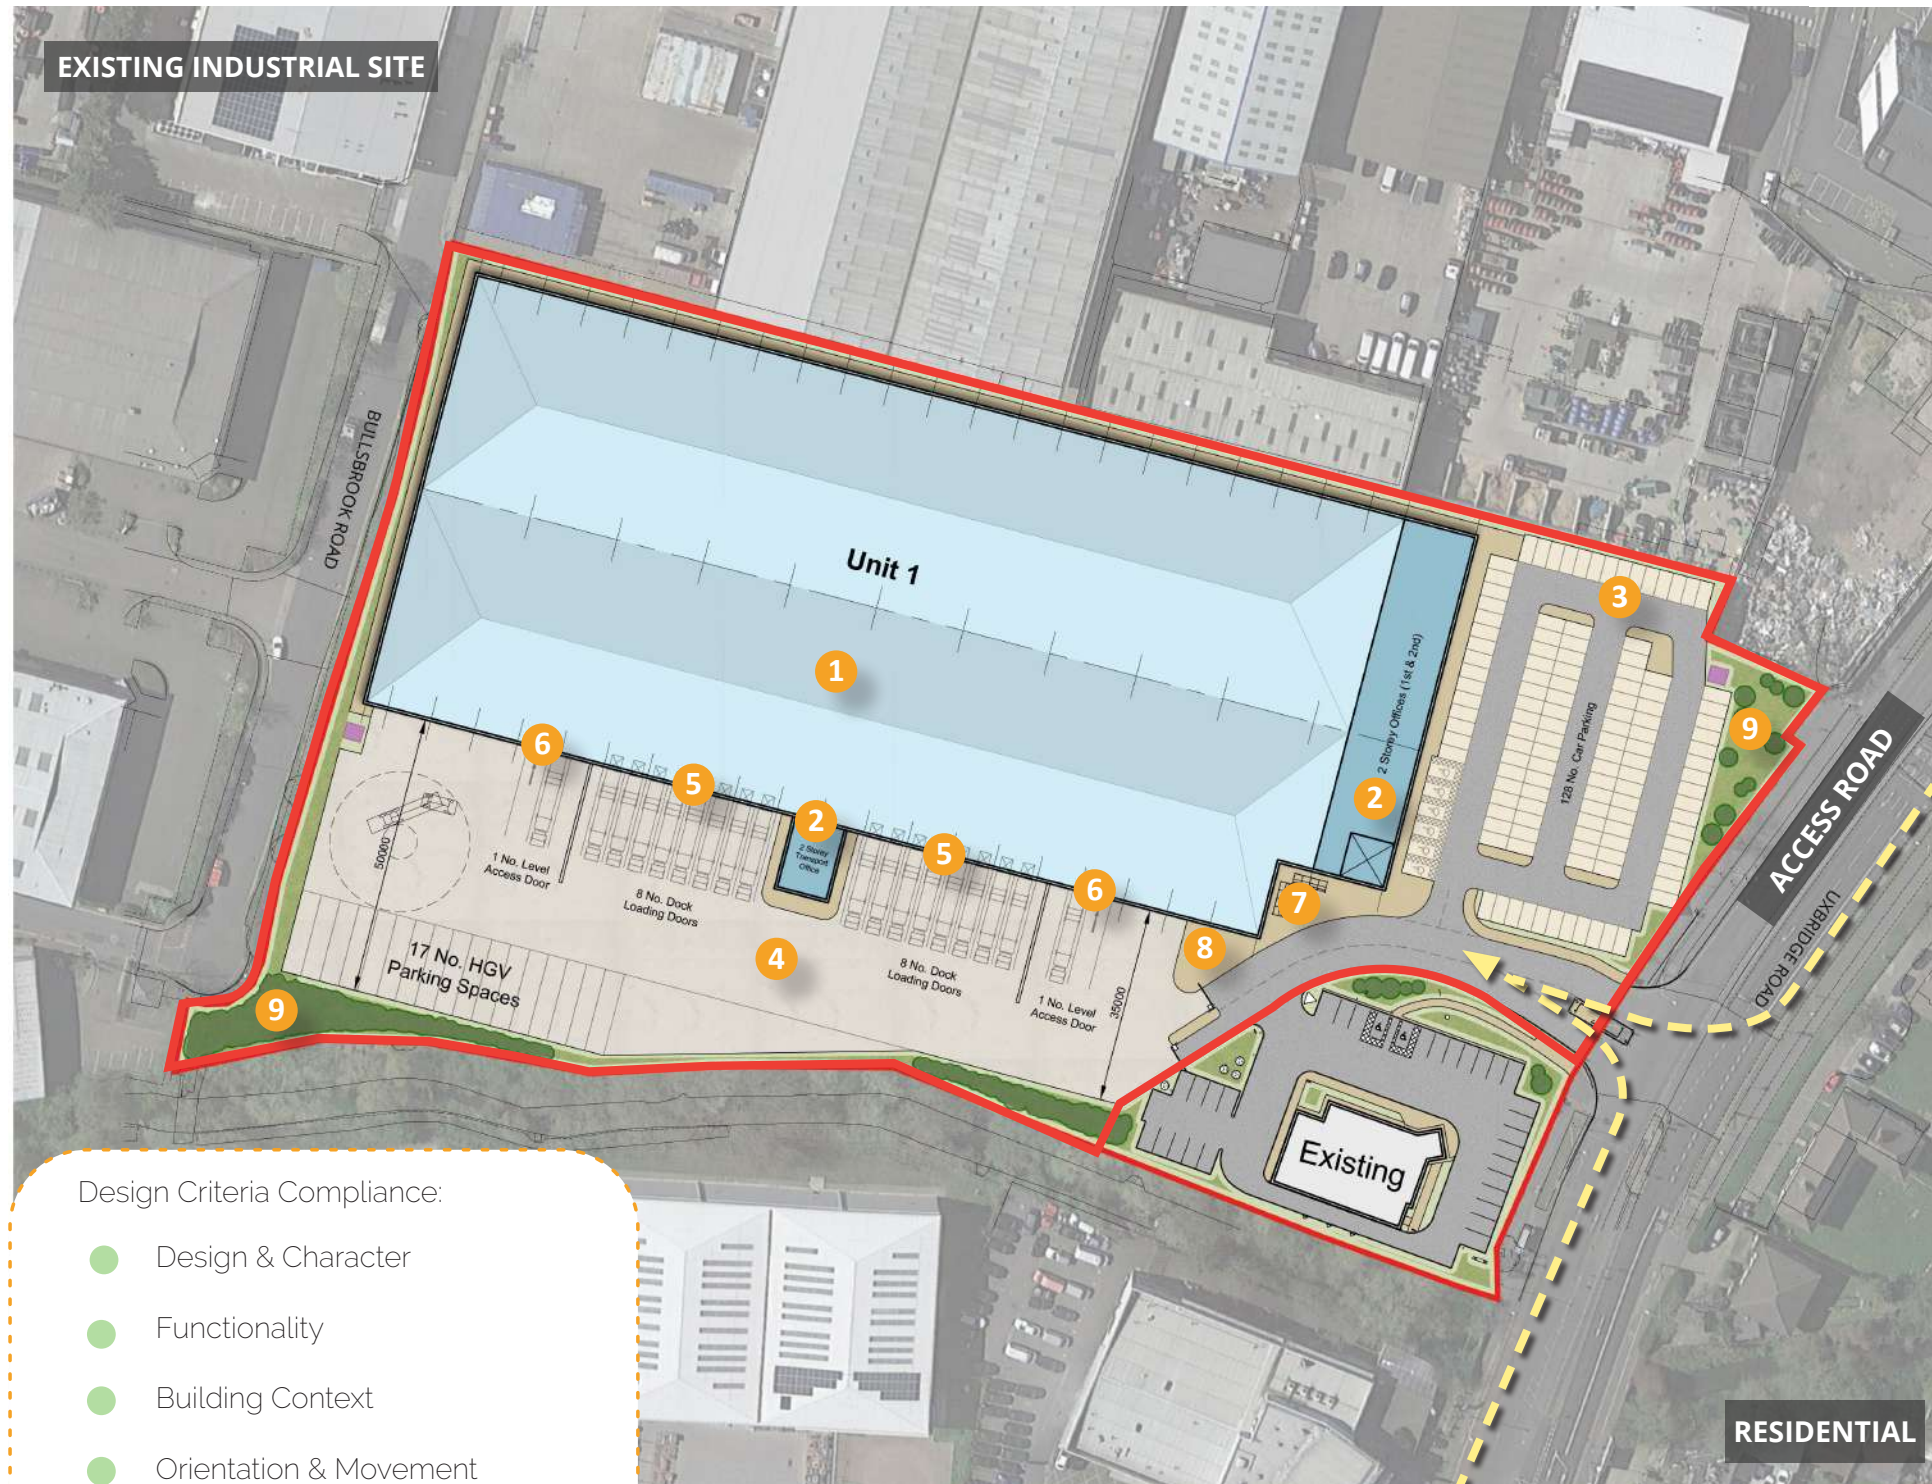 EXISTING INDUSTRIAL SITE
BULLSBROOK ROAD
Unit 1
1
2 Storey Offices (1st & 2nd)
2
3
128 No. Car Parking
9
ACCESS ROAD
UXBRIDGE ROAD
6
5
2
2 Storey
Transport
Office
5
6
7
8
50000
1 No. Level
Access Door
8 No. Dock
Loading Doors
4
8 No. Dock
Loading Doors
1 No. Level
Access Door
35000
17 No. HGV
Parking Spaces
9
Existing
RESIDENTIAL
Design Criteria Compliance:
Design & Character
Functionality
Building Context
Orientation & Movement